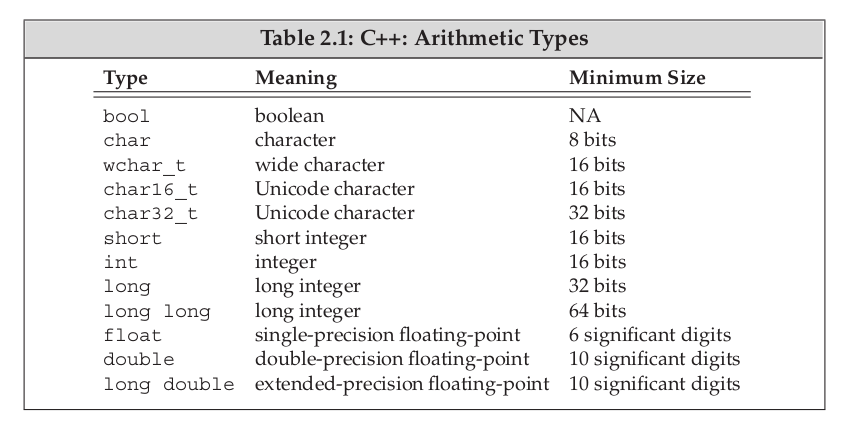 Table 2.1: C++: Arithmetic Types
Type Meaning Minimum Size
bool boolean NA
char character 8 bits
wchar_t wide character 16 bits
char16_t Unicode character 16 bits
char32_t Unicode character 32 bits
short short integer 16 bits
int integer 16 bits
long long integer 32 bits
long long long integer 64 bits
float single-precision floating-point 6 significant digits
double double-precision floating-point 10 significant digits
long double extended-precision floating-point 10 significant digits